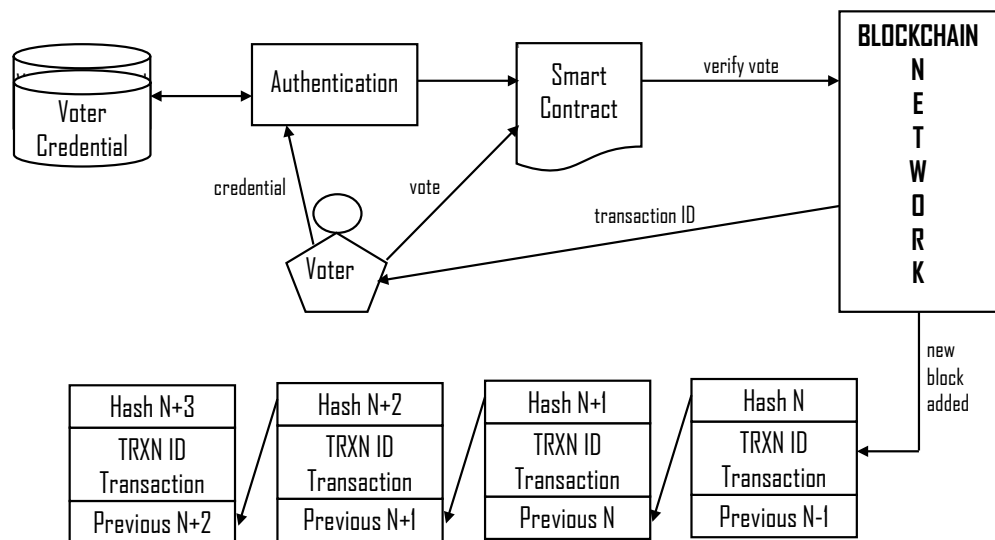 BLOCKCHAIN
N
E
T
W
O
R
K
Authentication
Smart
Contract
verify vote
Voter
Credential
credential
vote
transaction ID
Voter
new
block
added
Hash N+3
TRXN ID
Transaction
Previous N+2
Hash N+2
TRXN ID
Transaction
Previous N+1
Hash N+1
TRXN ID
Transaction
Previous N
Hash N
TRXN ID
Transaction
Previous N-1